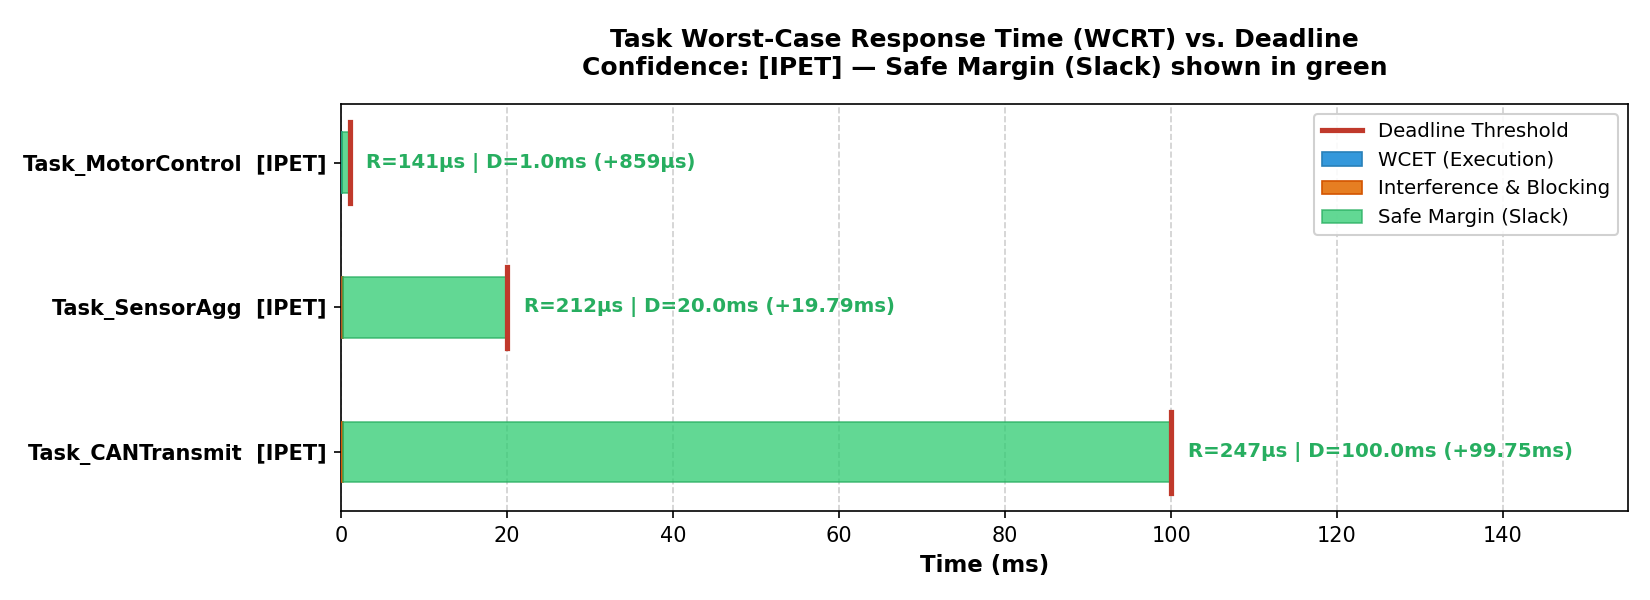 Task Worst-Case Response Time (WCRT) vs. Deadline
Confidence: [IPET] — Safe Margin (Slack) shown in green
Deadline Threshold
WCET (Execution)
Interference & Blocking
Safe Margin (Slack)
Task_MotorControl [IPET]
R=141µs | D=1.0ms (+859µs)
Task_SensorAgg [IPET]
R=212µs | D=20.0ms (+19.79ms)
Task_CANTransmit [IPET]
R=247µs | D=100.0ms (+99.75ms)
0 20 40 60 80 100 120 140
Time (ms)